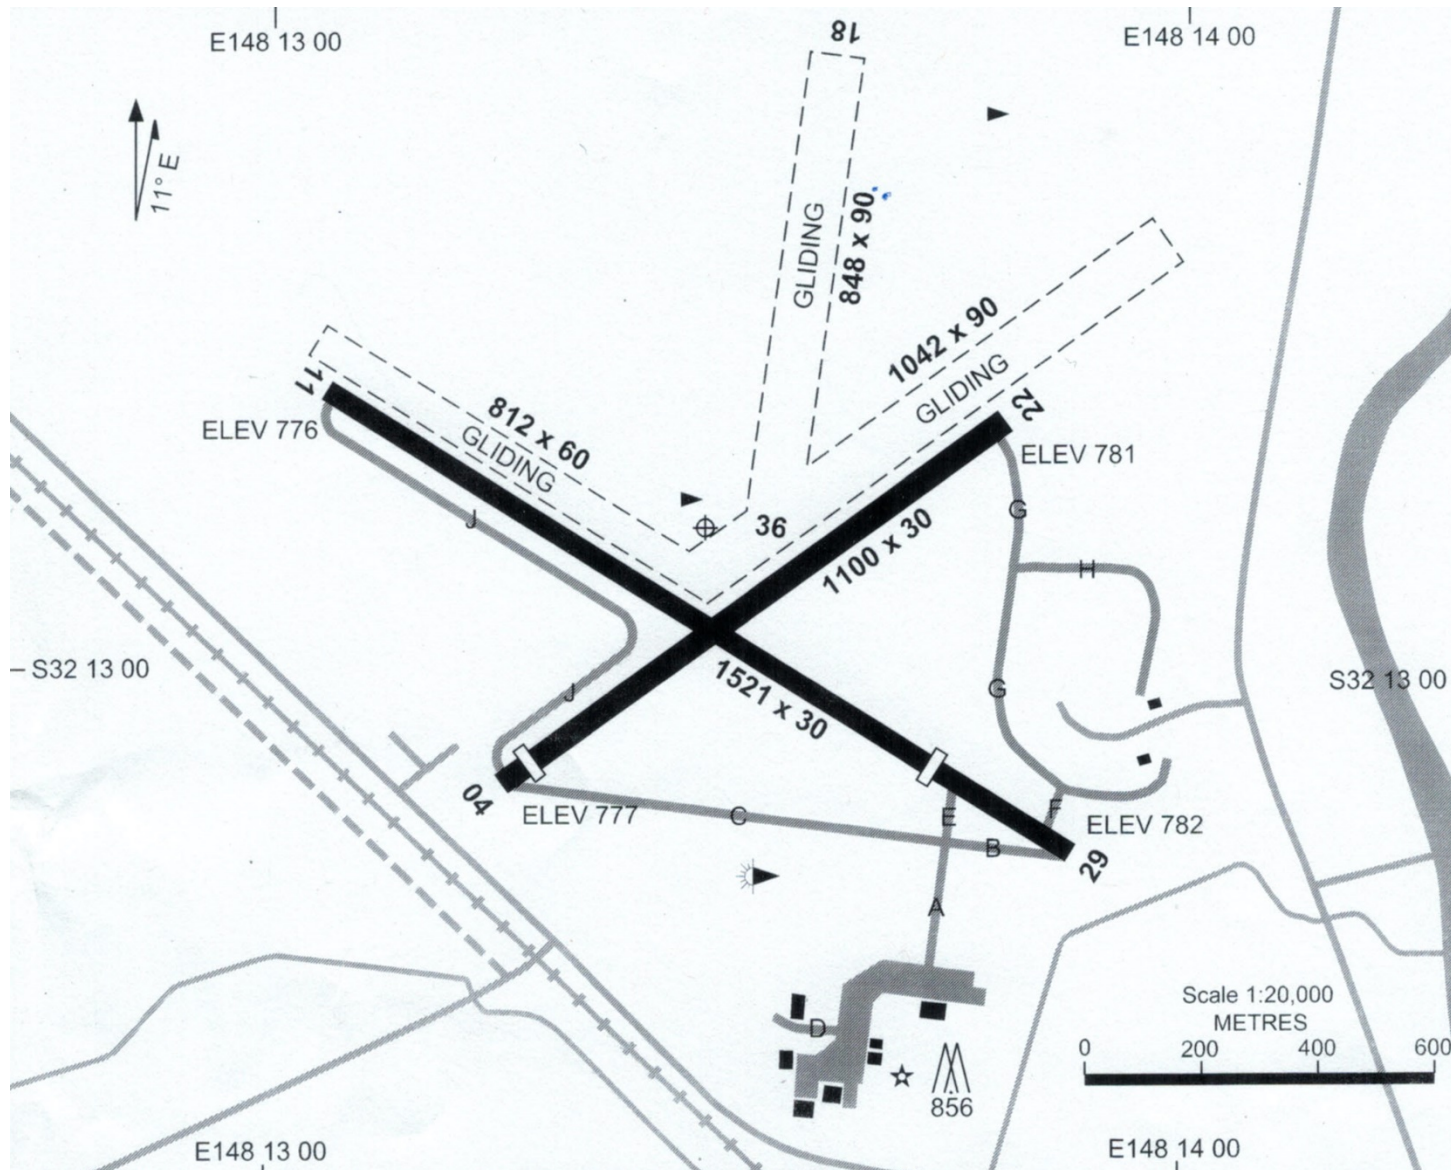 E148 13 00
18
E148 14 00
11° E
GLIDING
848 x 90
1042 x 90
GLIDING
11
812 x 60
GLIDING
22
ELEV 776
ELEV 781
J
36
G
1100 x 30
H
S32 13 00
S32 13 00
J
G
1521 x 30
04
ELEV 777
C
E
F
ELEV 782
B
29
A
Scale 1:20,000
METRES
0 200 400 600
D
856
E148 13 00
E148 14 00